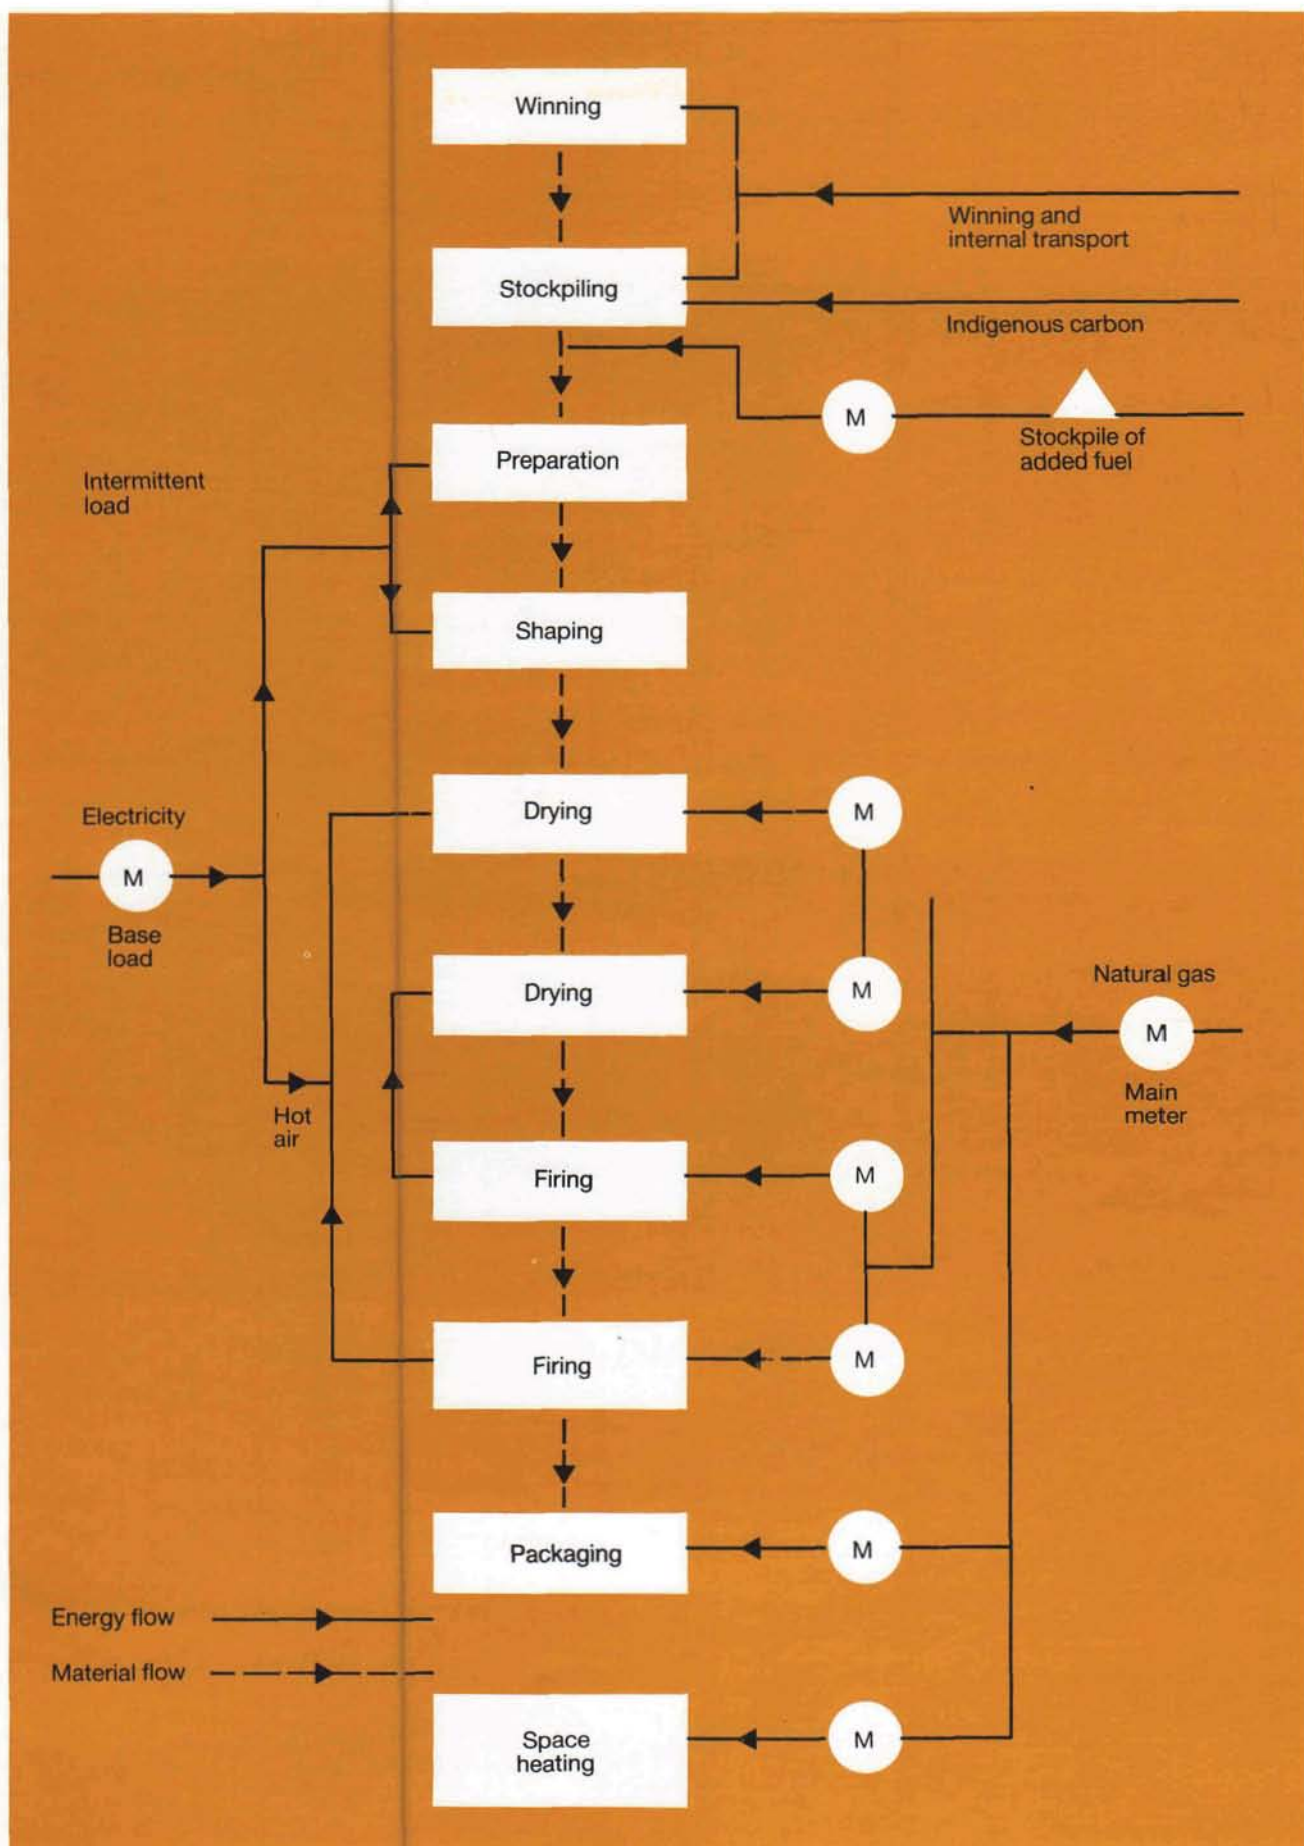 Winning
Winning and
internal transport
Stockpiling
Indigenous carbon
M
Stockpile of
added fuel
Preparation
Intermittent
load
Shaping
Drying
M
Electricity
M
Base
load
Drying
M
Natural gas
M
Main
meter
Hot
air
Firing
M
Firing
M
Packaging
M
Energy flow
Material flow
Space
heating
M